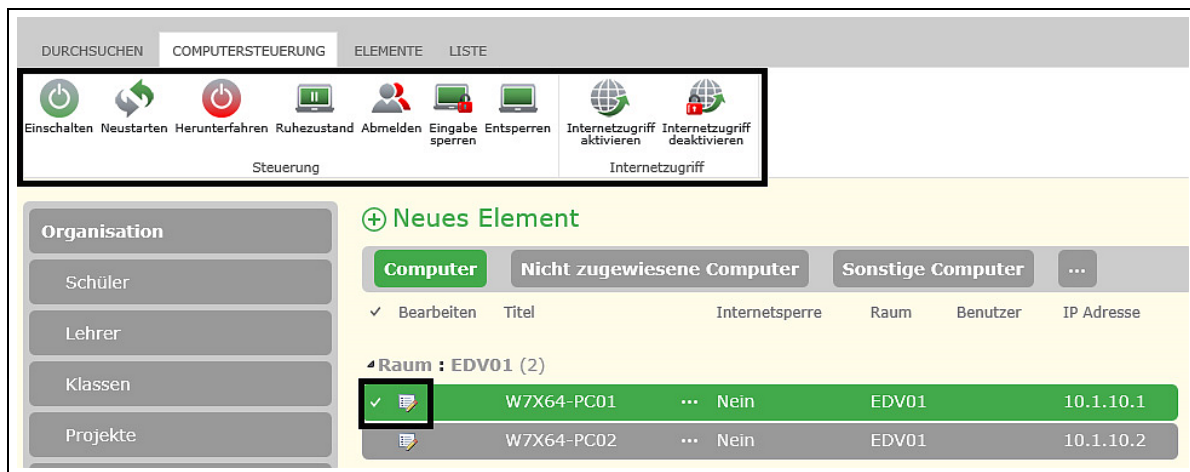 DURCHSUCHEN COMPUTERSTEUERUNG ELEMENTE LISTE
Einschalten Neustarten Herunterfahren Ruhezustand Abmelden Eingabe sperren Entsperren Internetzugriff aktivieren Internetzugriff deaktivieren
Steuerung Internetzugriff
Organisation
Schüler
Lehrer
Klassen
Projekte
Neues Element
Computer Nicht zugewiesene Computer Sonstige Computer ...
Bearbeiten Titel Internetsperre Raum Benutzer IP Adresse
Raum : EDV01 (2)
W7X64-PC01 ... Nein EDV01 10.1.10.1
W7X64-PC02 ... Nein EDV01 10.1.10.2